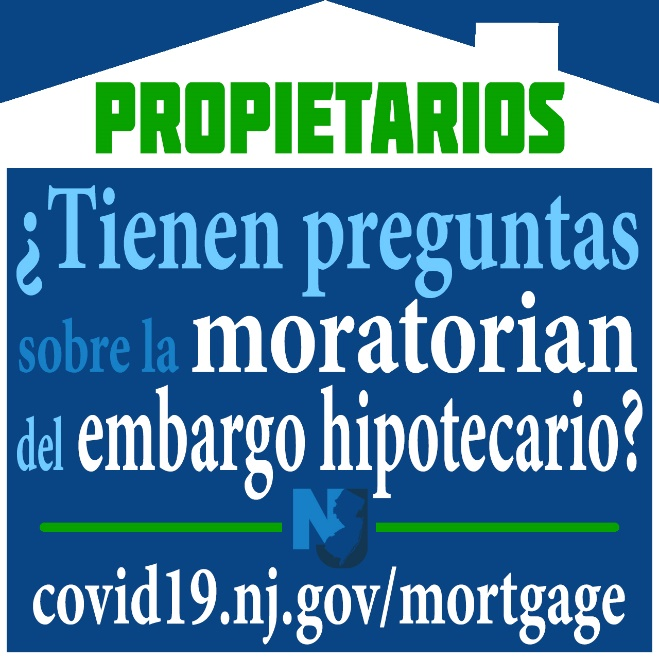 PROPIETARIOS
¿Tienen preguntas
sobre la moratorian
del embargo hipotecario?
NJ
covid19.nj.gov/mortgage